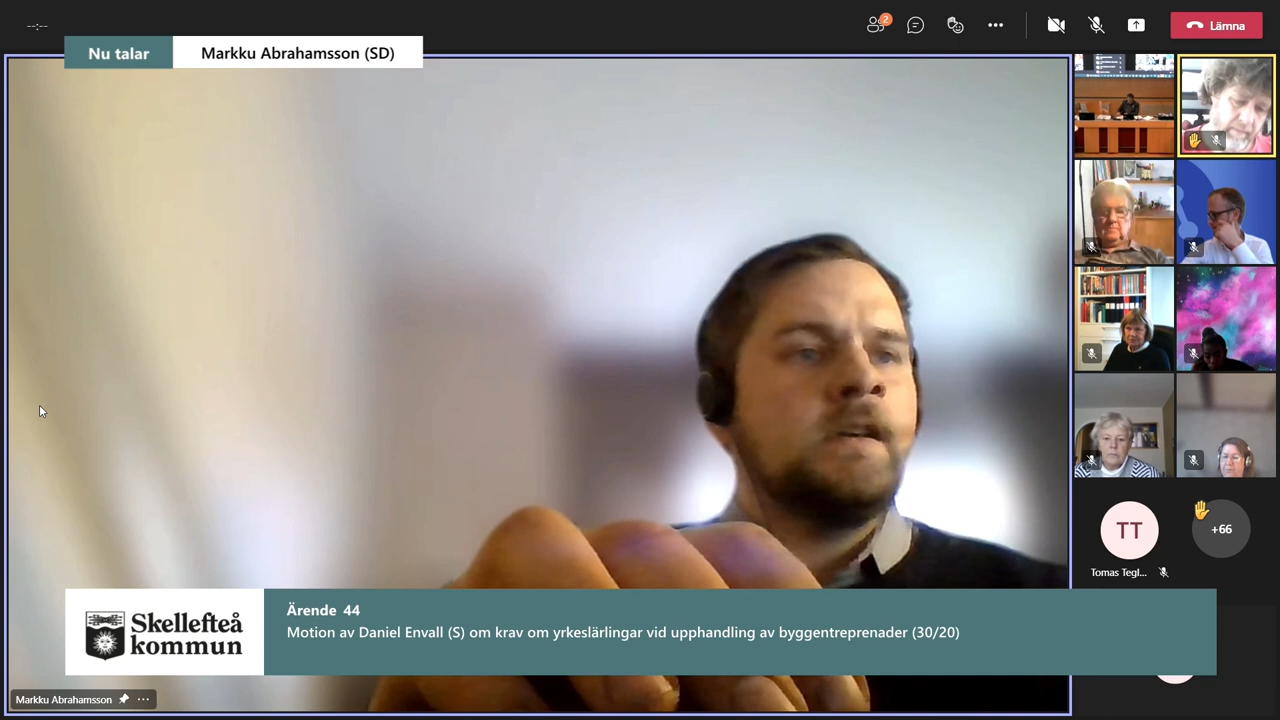 --:--
2
Lämna
Nu talar
Markku Abrahamsson (SD)
TT
+66
Tomas Tegl...
Ärende 44
Skellefteå
kommun
Motion av Daniel Envall (S) om krav om yrkeslärlingar vid upphandling av byggentreprenader (30/20)
Markku Abrahamsson